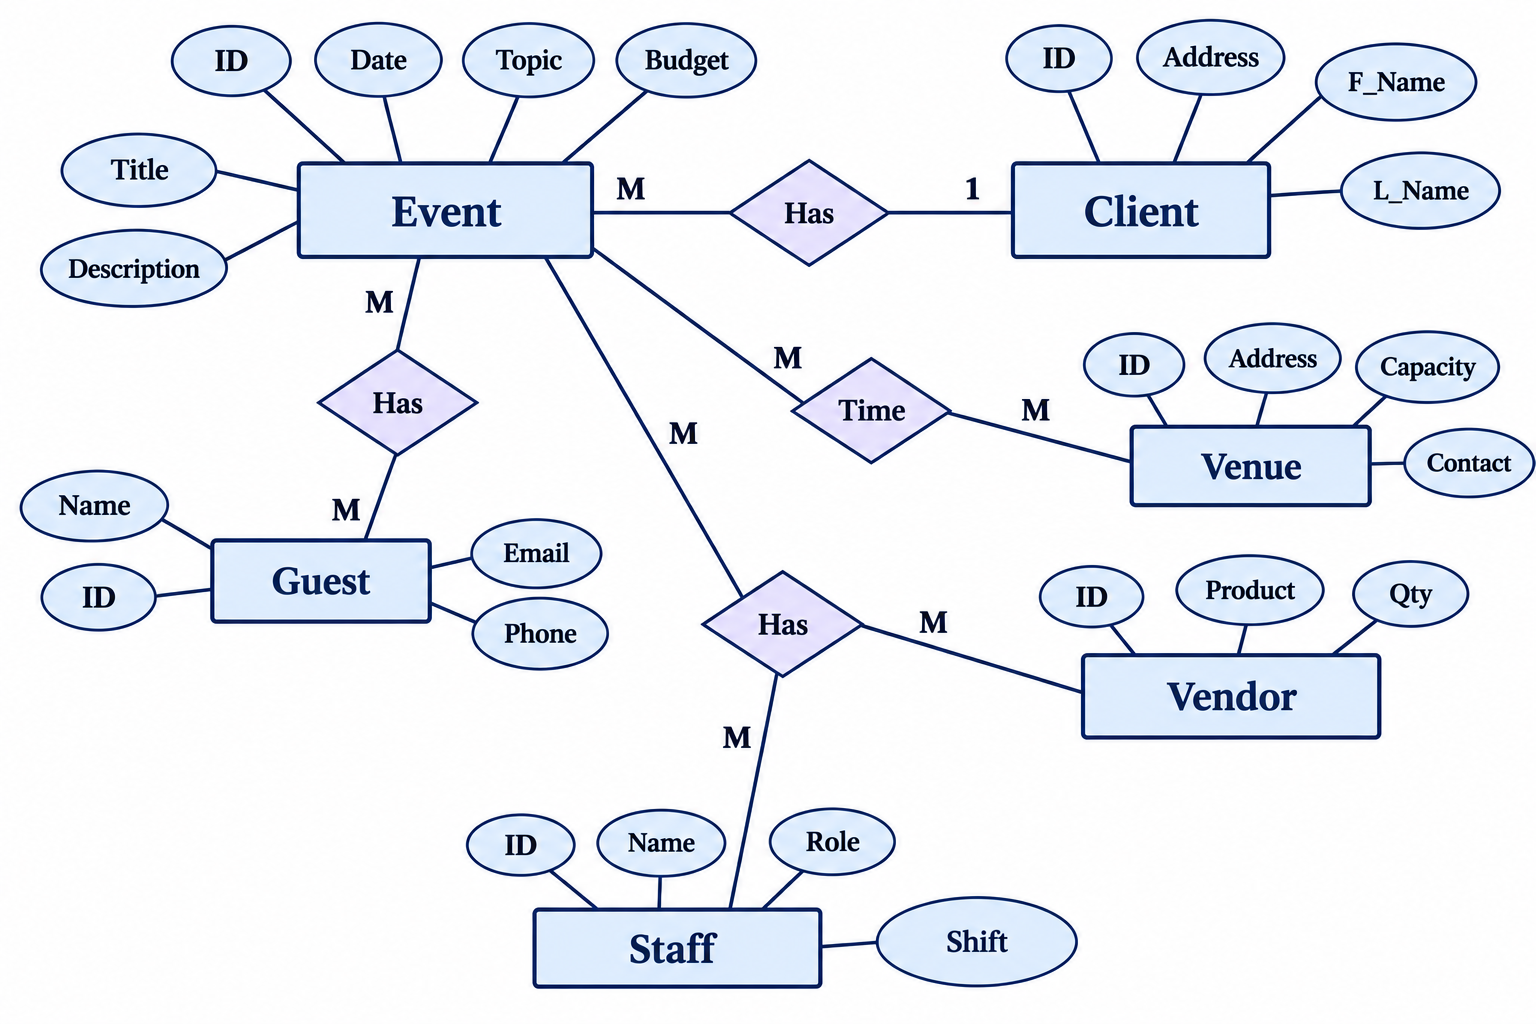 ID
Date
Topic
Budget
ID
Address
F_Name
Title
Event
M
Has
1
Client
L_Name
Description
M
Has
M
Time
M
ID
Address
Capacity
Venue
Contact
M
Name
M
ID
Guest
Email
Phone
Has
M
ID
Product
Qty
Vendor
M
ID
Name
Role
Staff
Shift